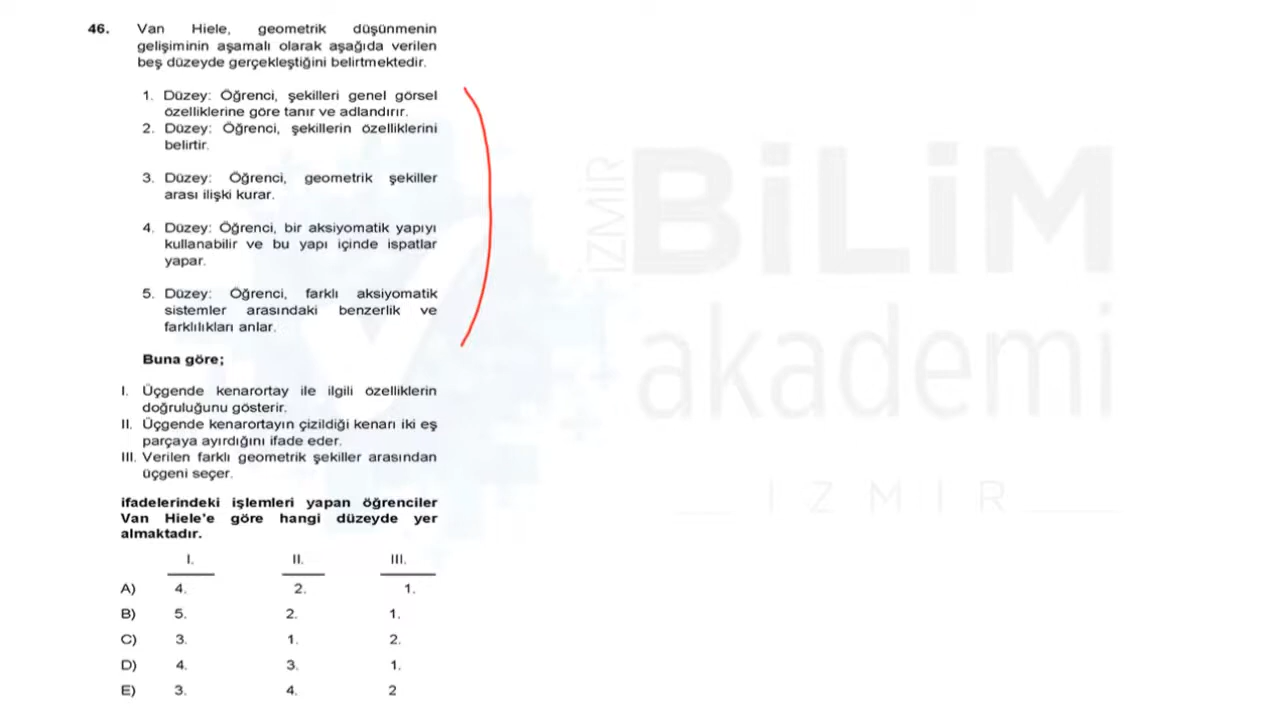 46. Van Hiele, geometrik düşünmenin
gelişiminin aşamalı olarak aşağıda verilen
beş düzeyde gerçekleştiğini belirtmektedir.
1. Düzey: Öğrenci, şekilleri genel görsel
özelliklerine göre tanır ve adlandırır.
2. Düzey: Öğrenci, şekillerin özelliklerini
belirtir.
3. Düzey: Öğrenci, geometrik şekiller
arası ilişki kurar.
4. Düzey: Öğrenci, bir aksiyomatik yapıyı
kullanabilir ve bu yapı içinde ispatlar
yapar.
5. Düzey: Öğrenci, farklı aksiyomatik
sistemler arasındaki benzerlik ve
farklılıkları anlar.
Buna göre;
I. Üçgende kenarortay ile ilgili özelliklerin
doğruluğunu gösterir.
II. Üçgende kenarortayın çizildiği kenarı iki eş
parçaya ayırdığını ifade eder.
III. Verilen farklı geometrik şekiller arasından
üçgeni seçer.
ifadelerindeki işlemleri yapan öğrenciler
Van Hiele'e göre hangi düzeyde yer
almaktadır.
I. II. III.
A) 4. 2. 1.
B) 5. 2. 1.
C) 3. 1. 2.
D) 4. 3. 1.
E) 3. 4. 2
İZMİR
BİLİM
akademi
İZMİR